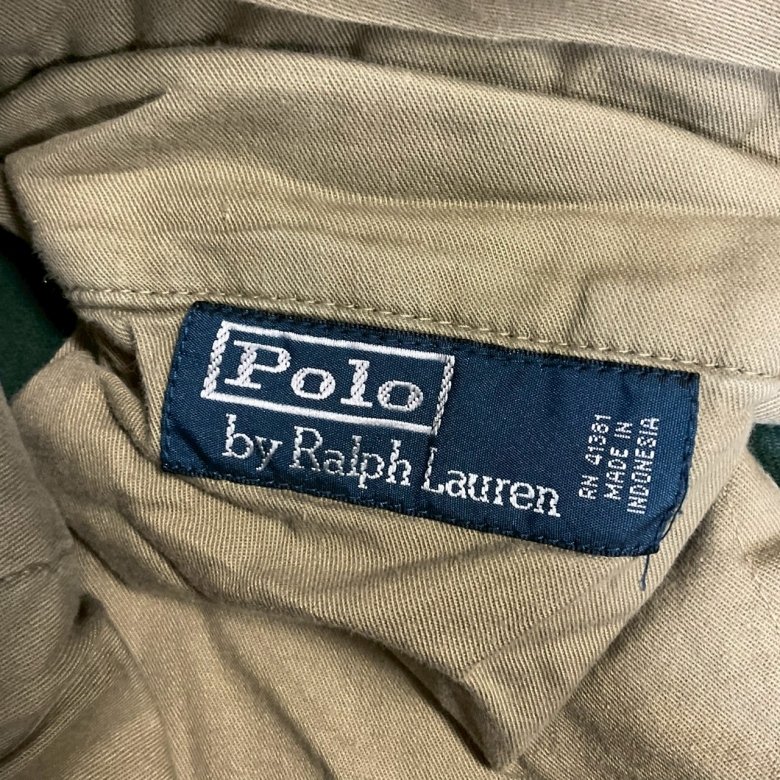 Polo
by Ralph Lauren
RN 41381
MADE IN
INDONESIA